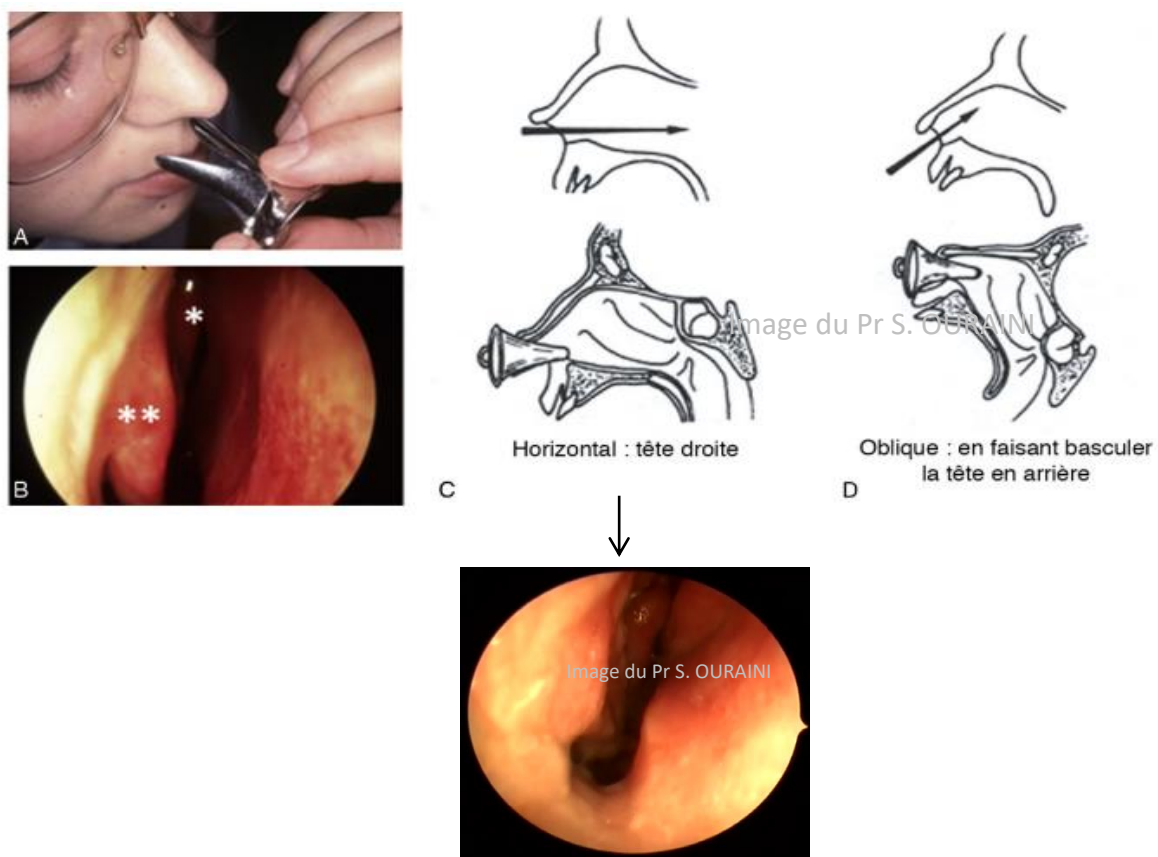 A
B
*
**
Image du Pr S. OURAINI
Horizontal : tête droite
Oblique : en faisant basculer
la tête en arrière
C
D
Image du Pr S. OURAINI